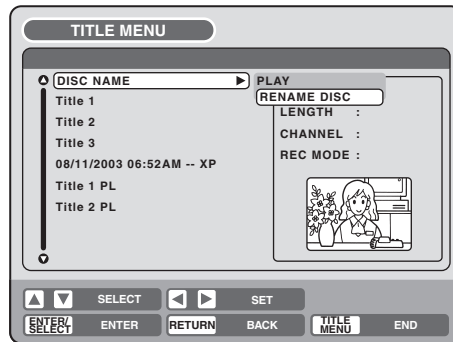 TITLE MENU
DISC NAME
PLAY
RENAME DISC
Title 1
LENGTH :
Title 2
CHANNEL :
Title 3
REC MODE :
08/11/2003 06:52AM -- XP
Title 1 PL
Title 2 PL
SELECT
SET
ENTER/
SELECT
ENTER
RETURN
BACK
TITLE
MENU
END